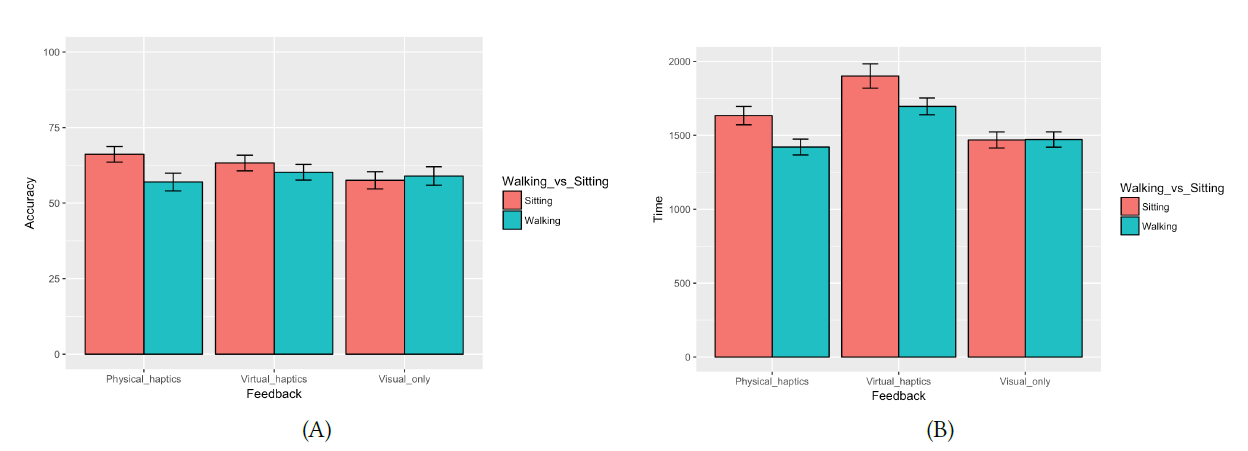 100
75
50
25
0
Accuracy
Physical_haptics
Virtual_haptics
Visual_only
Feedback
Walking_vs_Sitting
Sitting
Walking
(A)
2000
1500
1000
500
0
Time
Physical_haptics
Virtual_haptics
Visual_only
Feedback
Walking_vs_Sitting
Sitting
Walking
(B)